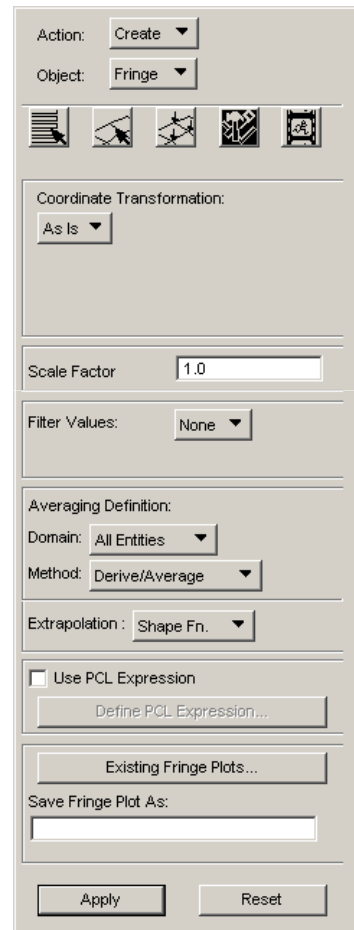 Action: Create
Object: Fringe
Coordinate Transformation:
As Is
Scale Factor 1.0
Filter Values: None
Averaging Definition:
Domain: All Entities
Method: Derive/Average
Extrapolation : Shape Fn.
Use PCL Expression
Define PCL Expression...
Existing Fringe Plots...
Save Fringe Plot As:
Apply Reset